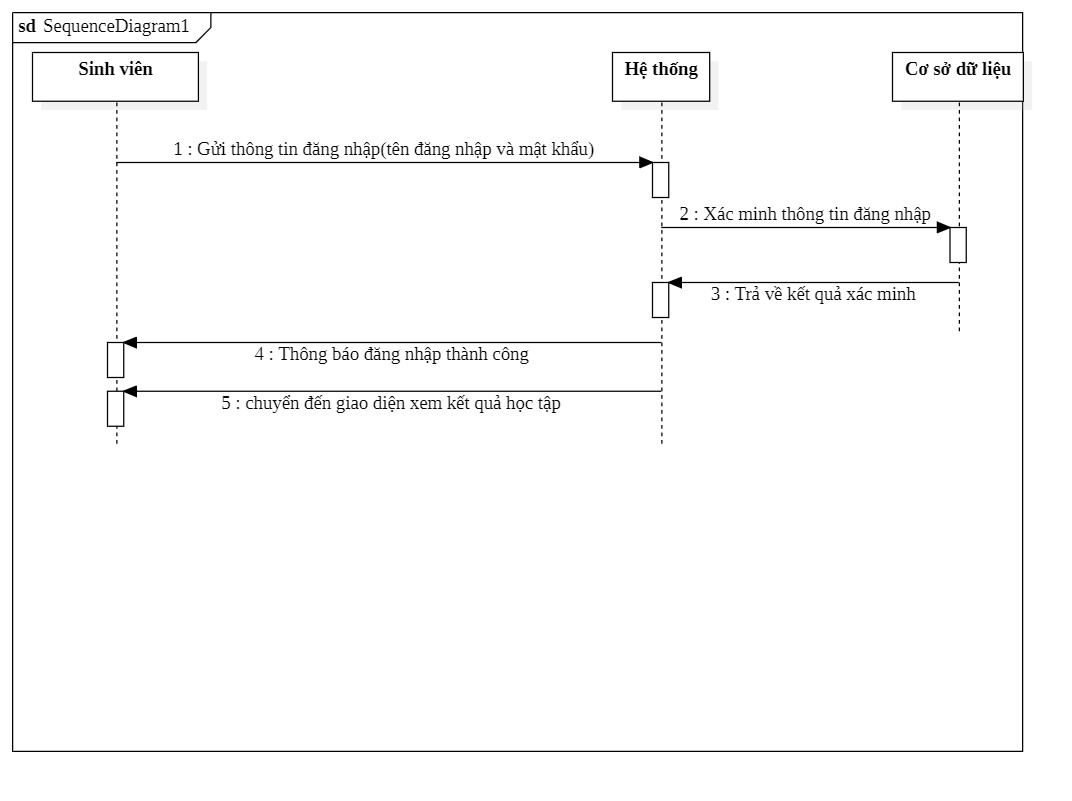 sd SequenceDiagram1
Sinh viên
Hệ thống
Cơ sở dữ liệu
1 : Gửi thông tin đăng nhập(tên đăng nhập và mật khẩu)
2 : Xác minh thông tin đăng nhập
3 : Trả về kết quả xác minh
4 : Thông báo đăng nhập thành công
5 : chuyển đến giao diện xem kết quả học tập